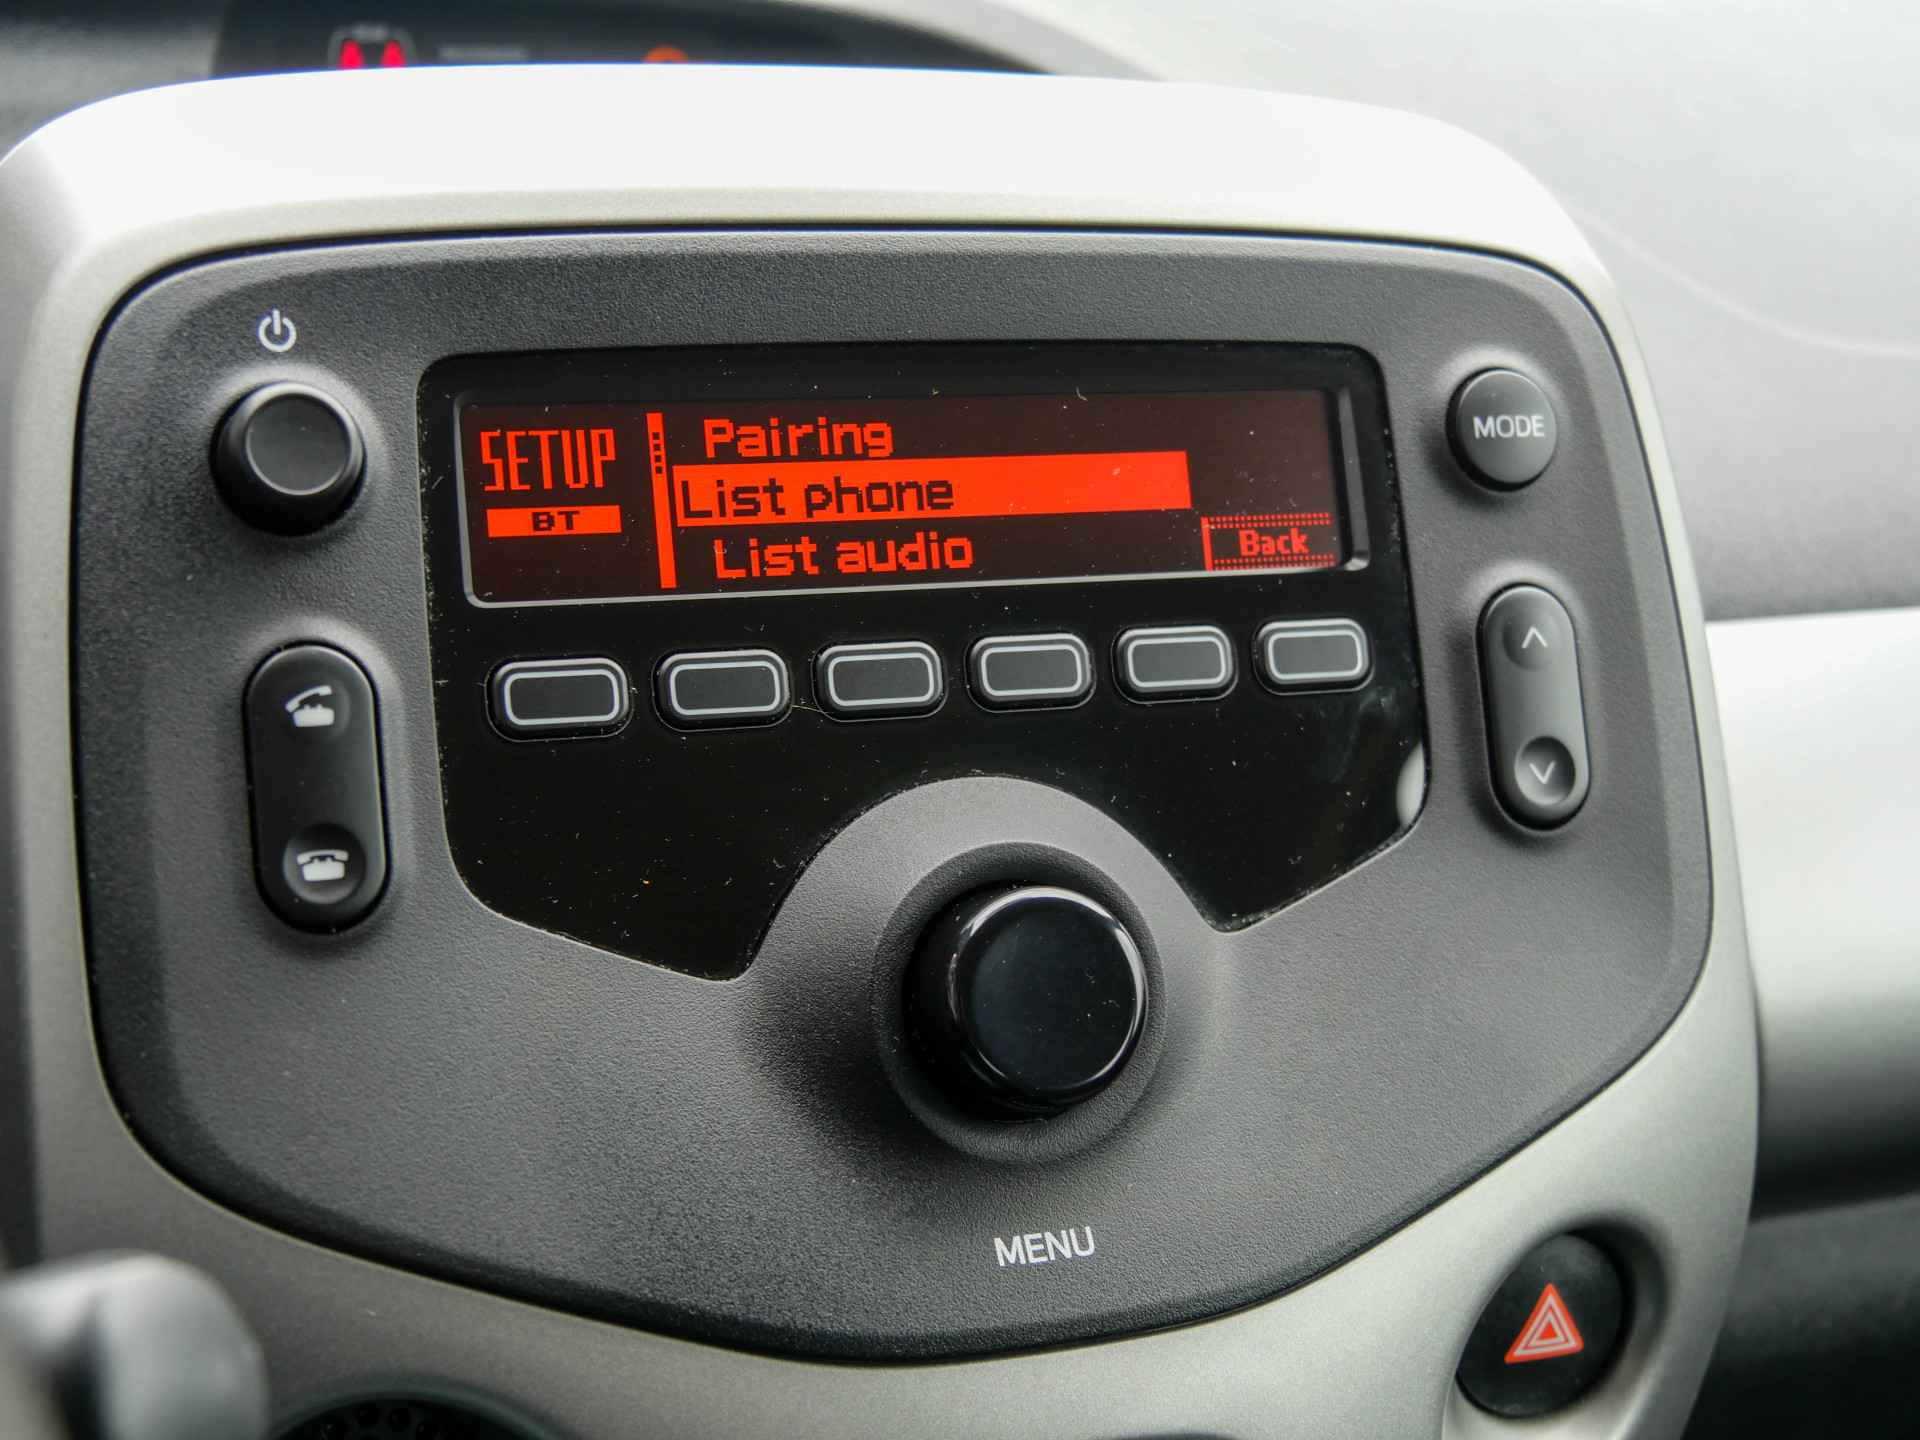 SETUP
BT
Pairing
List phone
List audio
Back
MODE
MENU